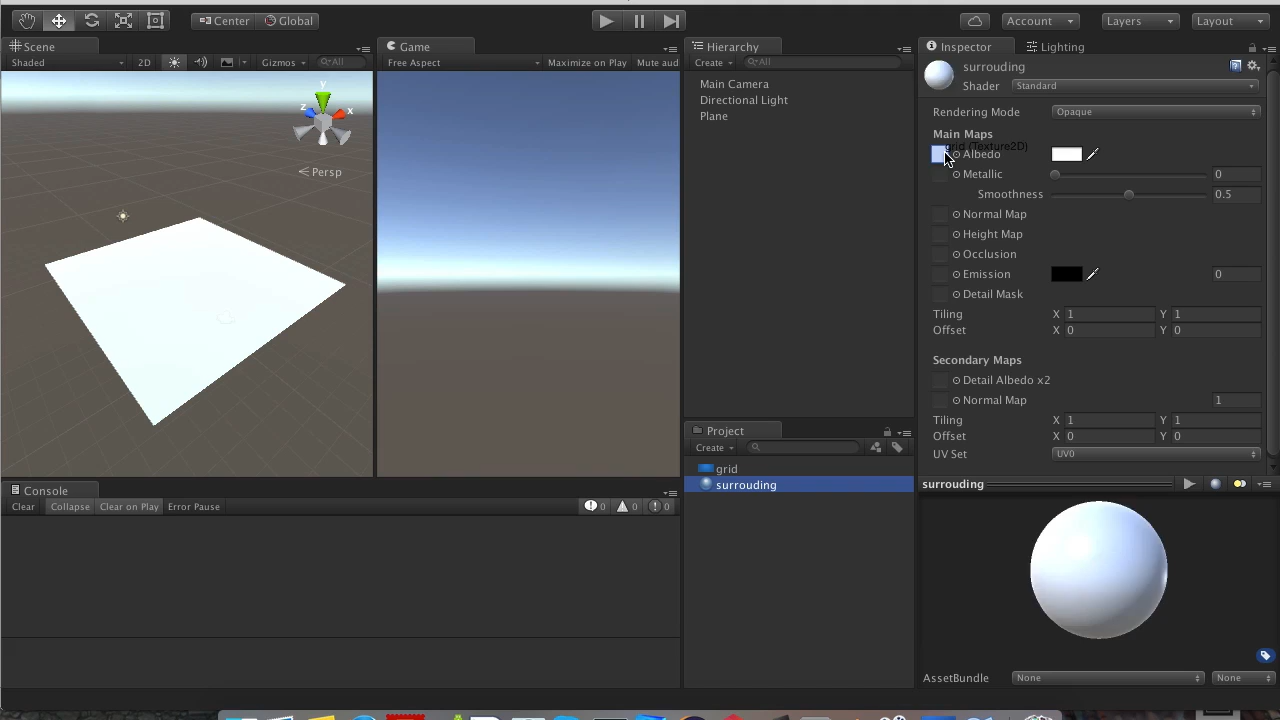 Center Global Account Layers Layout
Scene Game Hierarchy Inspector Lighting
Shaded 2D Gizmos All Free Aspect Maximize on Play Mute aud Create All surrouding
Shader Standard
Main Camera
Directional Light
Plane
y
z x
Persp
Rendering Mode Opaque
Main Maps
grid (Texture2D)
Albedo
Metallic 0
Smoothness 0.5
Normal Map
Height Map
Occlusion
Emission 0
Detail Mask
Tiling X 1 Y 1
Offset X 0 Y 0
Secondary Maps
Detail Albedo x2
Normal Map 1
Tiling X 1 Y 1
Offset X 0 Y 0
UV Set UV0
Project
Create
grid
surrouding
surrouding
Console
Clear Collapse Clear on Play Error Pause 0 0 0
AssetBundle None None